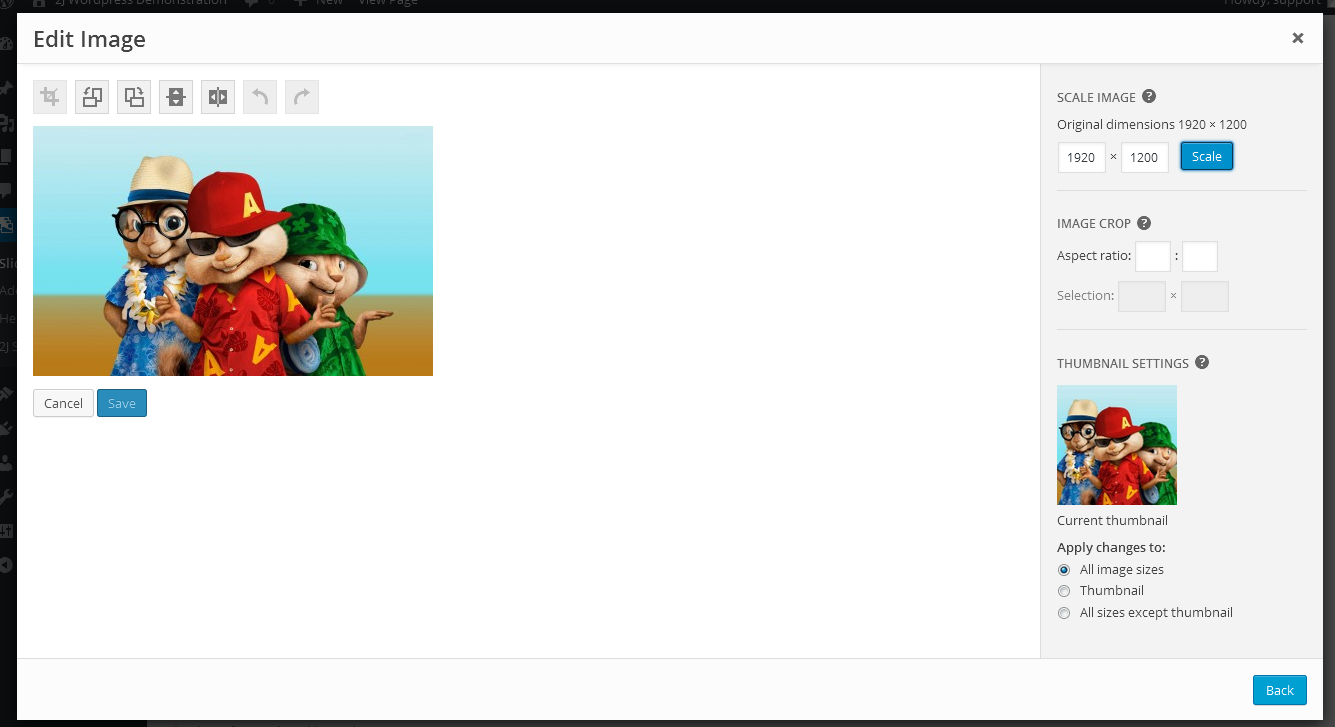 2J Wordpress Demonstration 0 New View Page Howdy, support
Edit Image
×
SCALE IMAGE ?
Original dimensions 1920 × 1200
1920 × 1200 Scale
IMAGE CROP ?
Aspect ratio: :
Selection: ×
THUMBNAIL SETTINGS ?
A
A
A
A
A
A
Cancel Save
Current thumbnail
Apply changes to:
All image sizes
Thumbnail
All sizes except thumbnail
Back